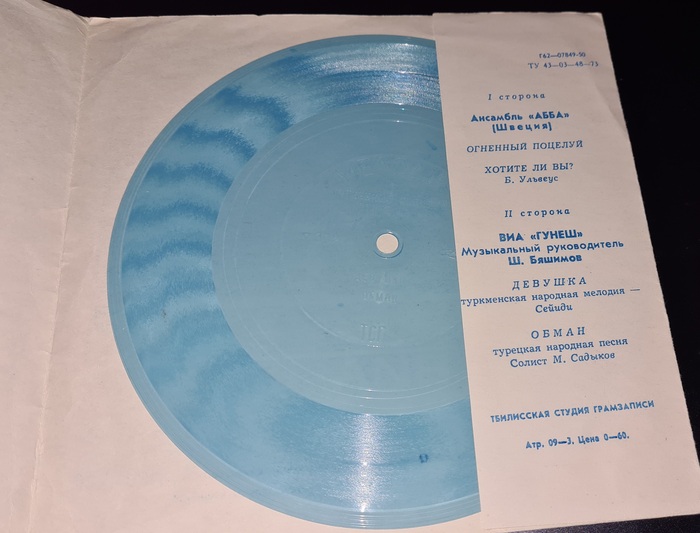 Г62—07849-50
ТУ 43—03—48—73
I сторона
Ансамбль «АББА»
(Швеция)
ОГНЕННЫЙ ПОЦЕЛУЙ
ХОТИТЕ ЛИ ВЫ?
Б. Ульвеус
II сторона
ВИА «ГУНЕШ»
Музыкальный руководитель
Ш. Бяшимов
ДЕВУШКА
туркменская народная мелодия —
Сейиди
ОБМАН
турецкая народная песня
Солист М. Садыков
ТБИЛИССКАЯ СТУДИЯ ГРАМЗАПИСИ
Атр. 09—3. Цена 0—60.